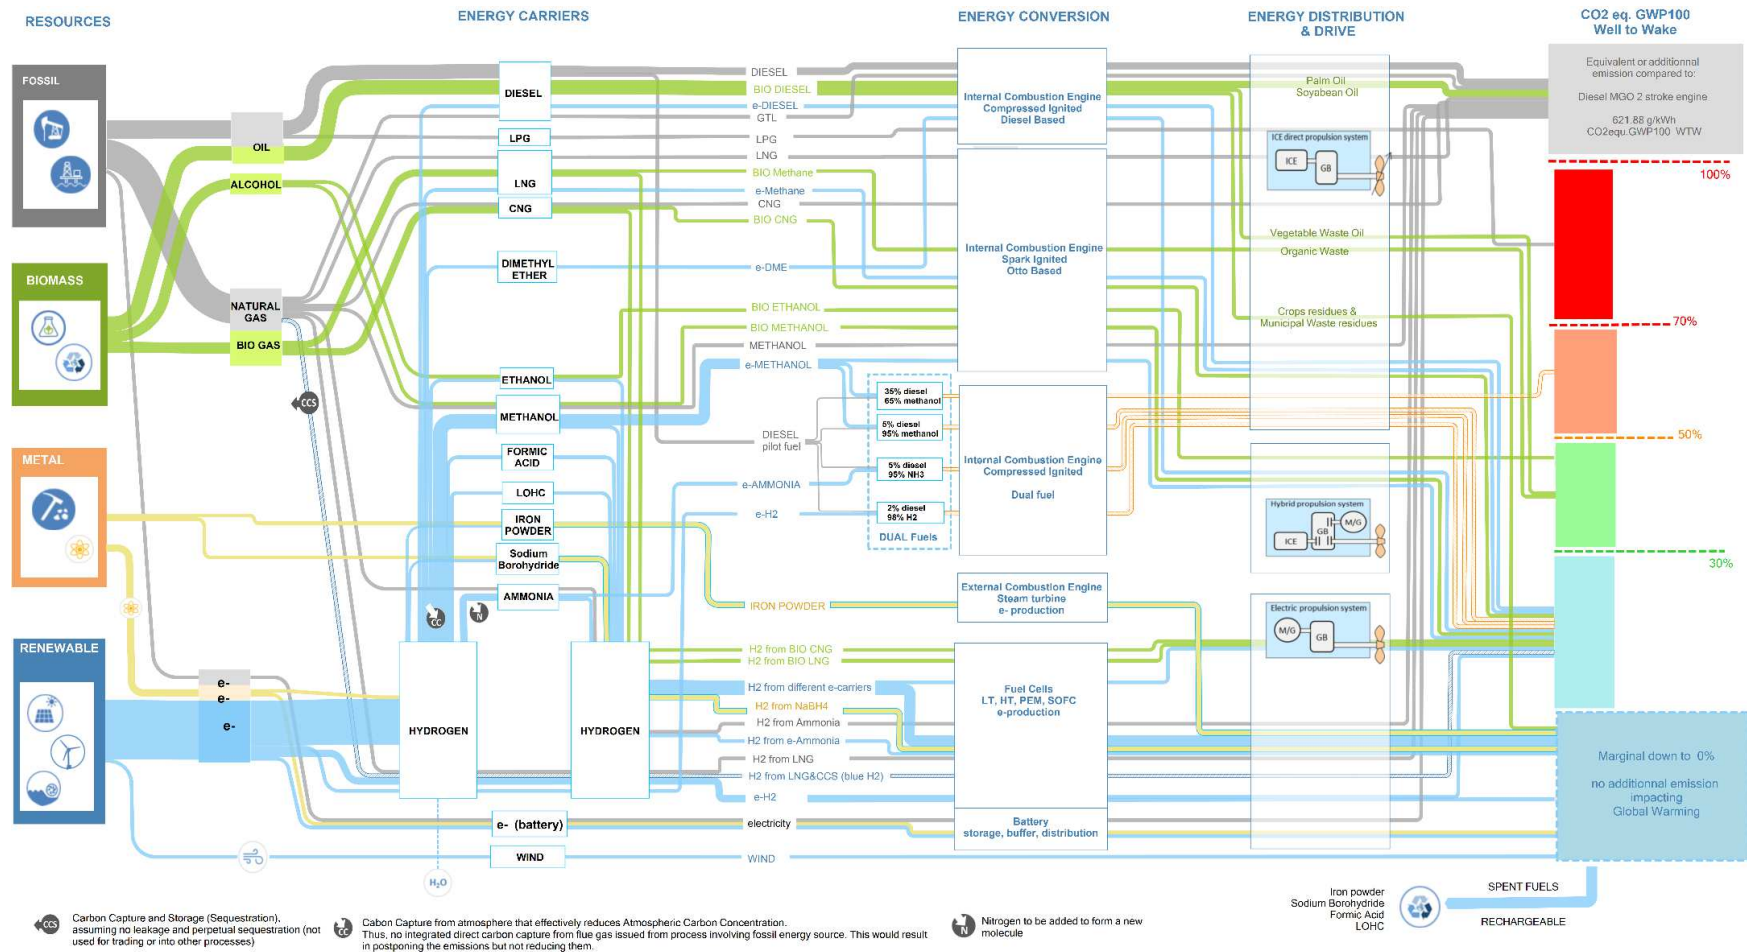 RESOURCES
ENERGY CARRIERS
ENERGY CONVERSION
ENERGY DISTRIBUTION
& DRIVE
CO2 eq. GWP100
Well to Wake
FOSSIL
BIOMASS
METAL
RENEWABLE
OIL
ALCOHOL
NATURAL
GAS
BIO GAS
CCS
e-
e-
e-
DIESEL
LPG
LNG
CNG
DIMETHYL
ETHER
ETHANOL
METHANOL
FORMIC
ACID
LOHC
IRON
POWDER
Sodium
Borohydride
AMMONIA
CC
N
HYDROGEN
HYDROGEN
e- (battery)
WIND
H2O
DIESEL
BIO DIESEL
e-DIESEL
GTL
LPG
LNG
BIO Methane
e-Methane
CNG
BIO CNG
e-DME
BIO ETHANOL
BIO METHANOL
METHANOL
e-METHANOL
DIESEL
pilot fuel
e-AMMONIA
e-H2
IRON POWDER
H2 from BIO CNG
H2 from BIO LNG
H2 from different e-carriers
H2 from NaBH4
H2 from Ammonia
H2 from e-Ammonia
H2 from LNG
H2 from LNG&CCS (blue H2)
e-H2
electricity
WIND
35% diesel
65% methanol
5% diesel
95% methanol
5% diesel
95% NH3
2% diesel
98% H2
DUAL Fuels
Internal Combustion Engine
Compressed Ignited
Diesel Based
Internal Combustion Engine
Spark Ignited
Otto Based
Internal Combustion Engine
Compressed Ignited
Dual fuel
External Combustion Engine
Steam turbine
e- production
Fuel Cells
LT, HT, PEM, SOFC
e-production
Battery
storage, buffer, distribution
Palm Oil
Soyabean Oil
ICE direct propulsion system
ICE
GB
Vegetable Waste Oil
Organic Waste
Crops residues &
Municipal Waste residues
Hybrid propulsion system
M/G
GB
ICE
Electric propulsion system
M/G
GB
Equivalent or additionnal
emission compared to:
Diesel MGO 2 stroke engine
621.88 g/kWh
CO2equ.GWP100 WTW
100%
70%
50%
30%
Marginal down to 0%
no additionnal emission
impacting
Global Warming
Iron powder
Sodium Borohydride
Formic Acid
LOHC
SPENT FUELS
RECHARGEABLE
CCS
Carbon Capture and Storage (Sequestration),
assuming no leakage and perpetual sequestration (not
used for trading or into other processes)
CC
Cabon Capture from atmosphere that effectively reduces Atmospheric Carbon Concentration.
Thus, no integrated direct carbon capture from flue gas issued from process involving fossil energy source. This would result
in postponing the emissions but not reducing them.
N
Nitrogen to be added to form a new
molecule